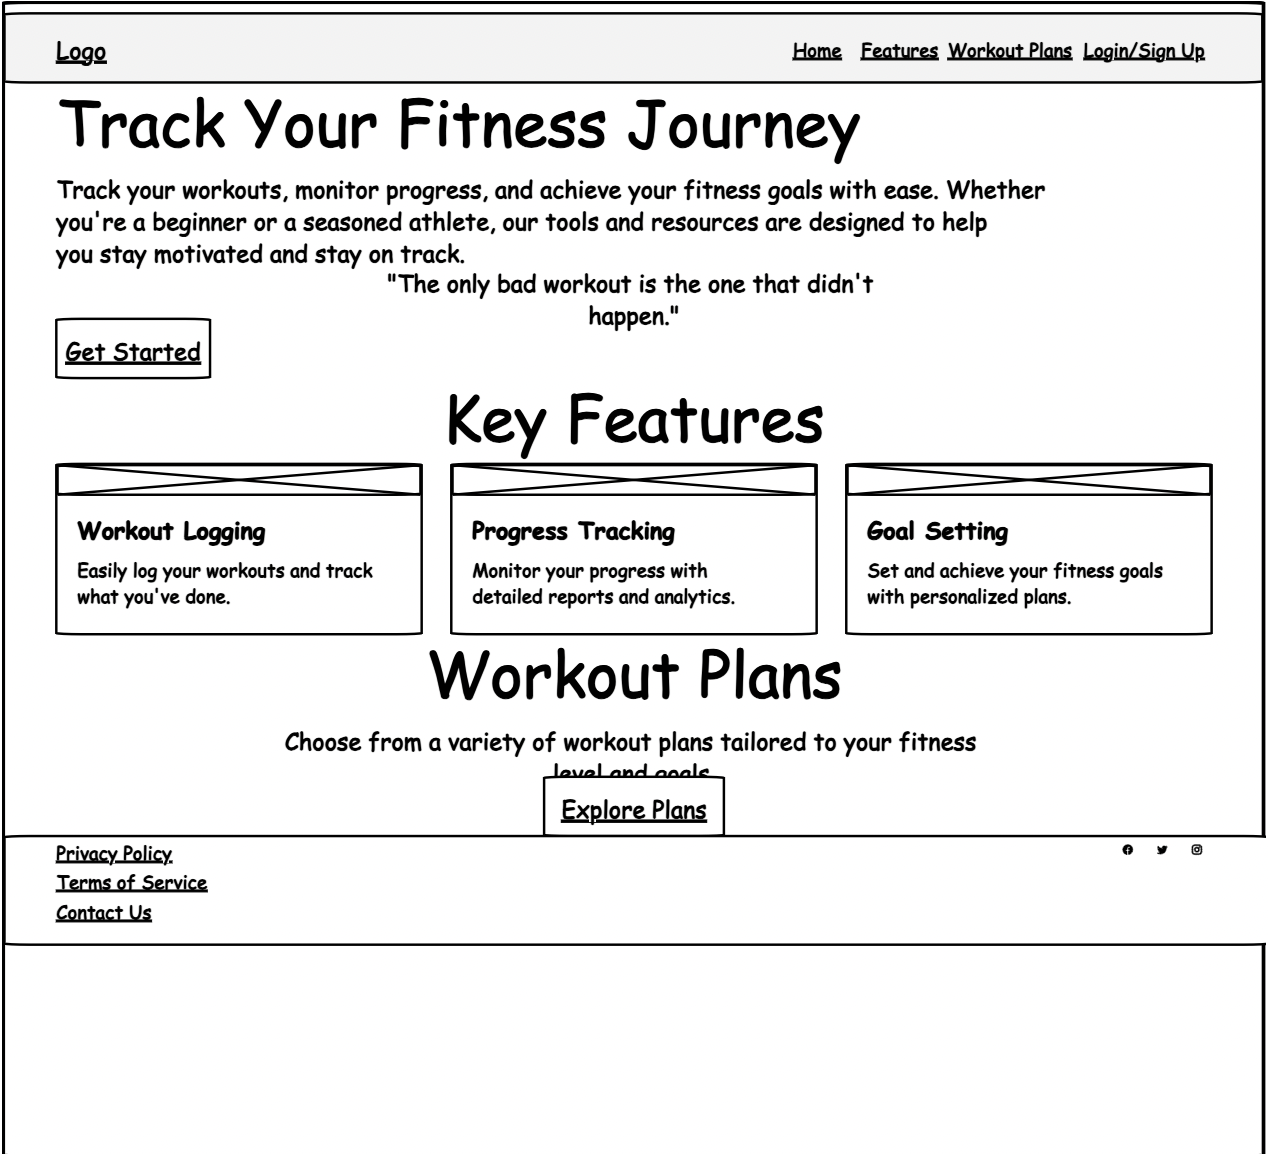 Logo
Home Features Workout Plans Login/Sign Up
Track Your Fitness Journey
Track your workouts, monitor progress, and achieve your fitness goals with ease. Whether
you're a beginner or a seasoned athlete, our tools and resources are designed to help
you stay motivated and stay on track.
"The only bad workout is the one that didn't
happen."
Get Started
Key Features
Workout Logging
Easily log your workouts and track
what you've done.
Progress Tracking
Monitor your progress with
detailed reports and analytics.
Goal Setting
Set and achieve your fitness goals
with personalized plans.
Workout Plans
Choose from a variety of workout plans tailored to your fitness
level and goals
Explore Plans
Privacy Policy
Terms of Service
Contact Us